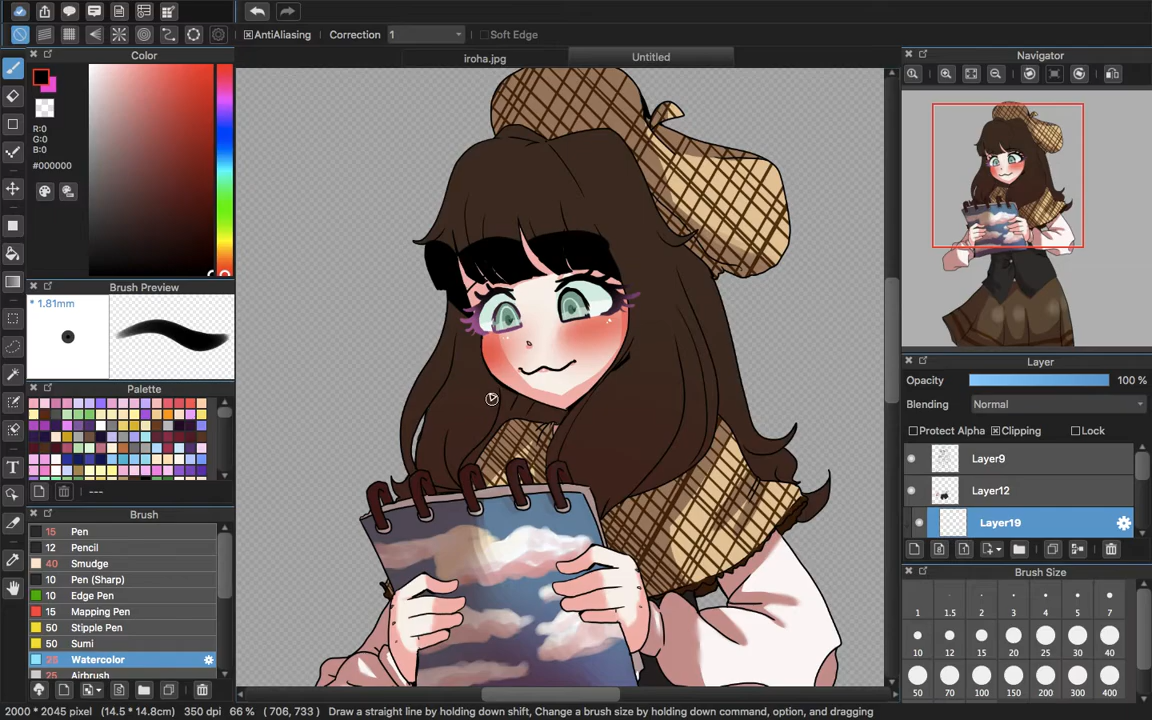 AntiAliasing Correction 1 Soft Edge
Color
iroha.jpg
Untitled
Navigator
R:0
G:0
B:0
#000000
Brush Preview
* 1.81mm
Palette
---
Brush
15 Pen
12 Pencil
40 Smudge
10 Pen (Sharp)
10 Edge Pen
15 Mapping Pen
50 Stipple Pen
50 Sumi
25 Watercolor
25 Airbrush
Layer
Opacity 100 %
Blending Normal
Protect Alpha Clipping Lock
Layer9
Layer12
Layer19
Brush Size
1 1.5 2 3 4 5 7
10 12 15 20 25 30 40
50 70 100 150 200 300 400
2000 * 2045 pixel (14.5 * 14.8cm) 350 dpi 66 % ( 706, 733 ) Draw a straight line by holding down shift, Change a brush size by holding down command, option, and dragging